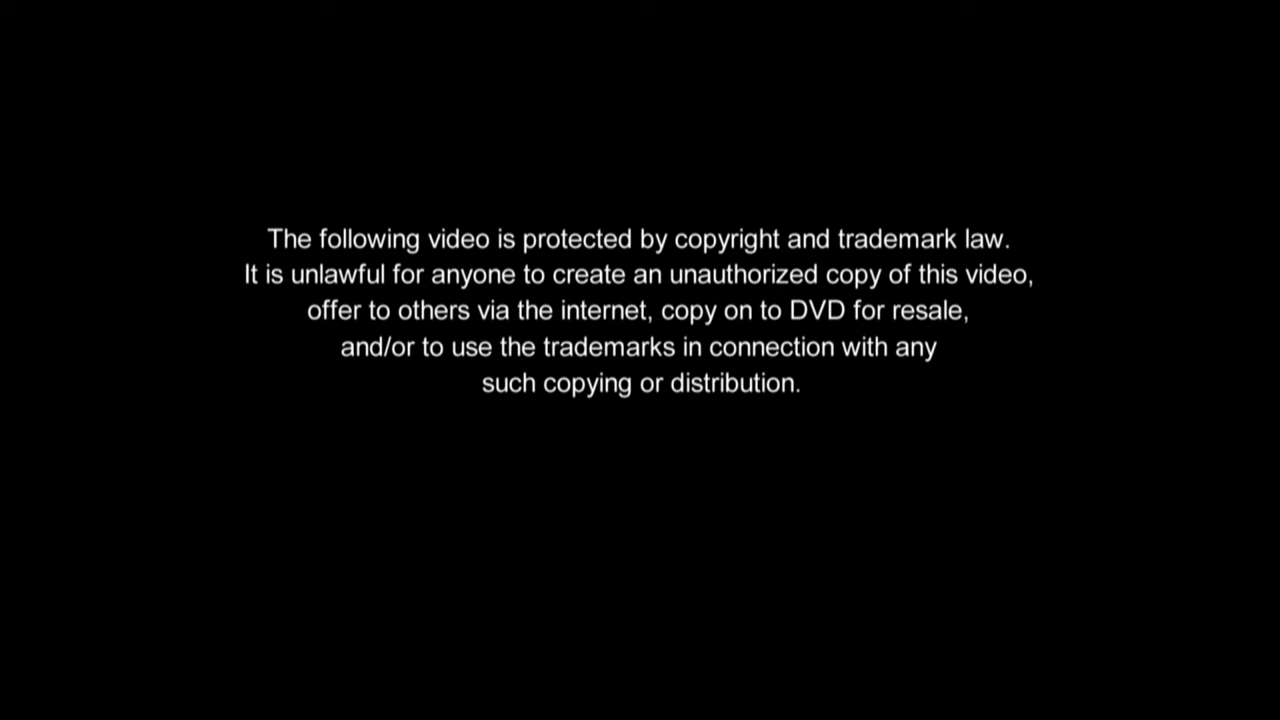 The following video is protected by copyright and trademark law.
It is unlawful for anyone to create an unauthorized copy of this video,
offer to others via the internet, copy on to DVD for resale,
and/or to use the trademarks in connection with any
such copying or distribution.